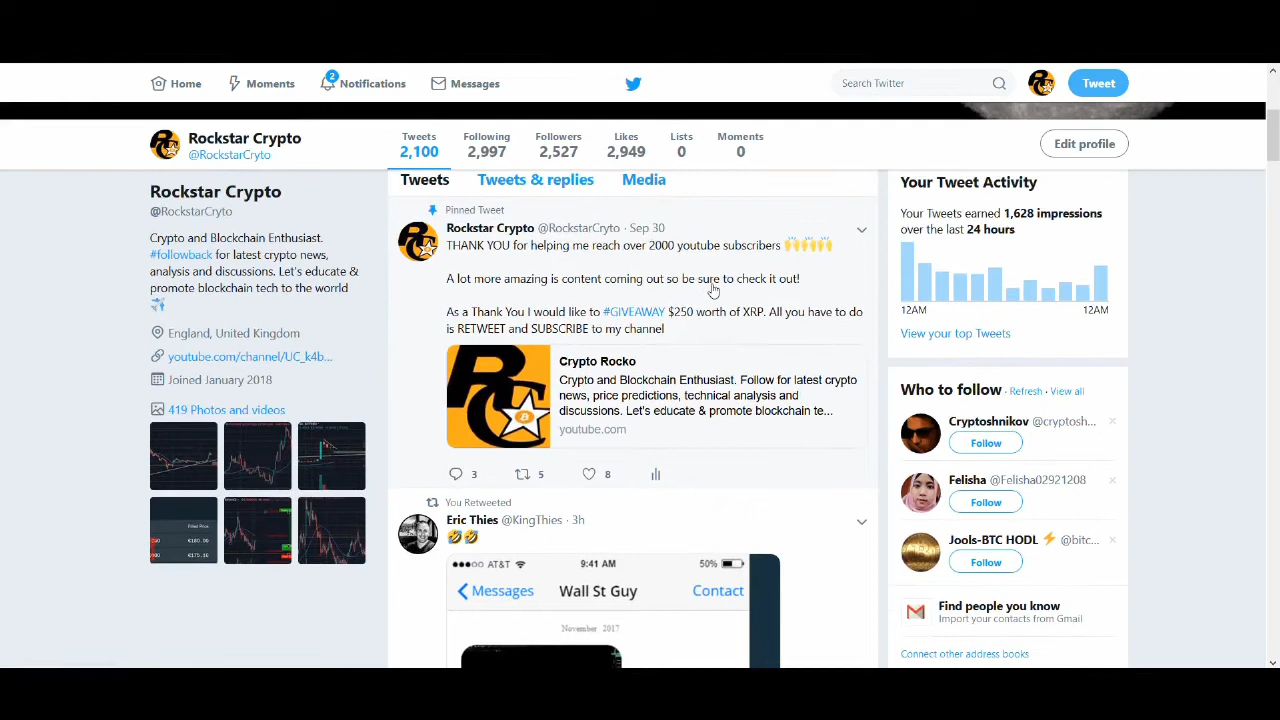 Home
Moments
2
Notifications
Messages
Search Twitter
Tweet
Rockstar Crypto
@RockstarCryto
Tweets
2,100
Following
2,997
Followers
2,527
Likes
2,949
Lists
0
Moments
0
Edit profile
Rockstar Crypto
@RockstarCryto
Crypto and Blockchain Enthusiast.
#followback for latest crypto news,
analysis and discussions. Let's educate &
promote blockchain tech to the worrld
England, United Kingdom
youtube.com/channel/UC_k4b...
Joined January 2018
419 Photos and videos
Tweets
Tweets & replies
Media
Pinned Tweet
Rockstar Crypto @RockstarCryto · Sep 30
THANK YOU for helping me reach over 2000 youtube subscribers
A lot more amazing is content coming out so be sure to check it out!
As a Thank You I would like to #GIVEAWAY $250 worth of XRP. All you have to do
is RETWEET and SUBSCRIBE to my channel
Crypto Rocko
Crypto and Blockchain Enthusiast. Follow for latest crypto
news, price predictions, technical analysis and
discussions. Let's educate & promote blockchain te...
youtube.com
3
5
8
You Retweeted
Eric Thies @KingThies · 3h
AT&T
9:41 AM
50%
Messages
Wall St Guy
Contact
November 2017
Your Tweet Activity
Your Tweets earned 1,628 impressions
over the last 24 hours
12AM
12AM
View your top Tweets
Who to follow · Refresh · View all
Cryptoshnikov @cryptosh...
Follow
Felisha @Felisha02921208
Follow
Jools-BTC HODL ⚡ @bitc...
Follow
Find people you know
Import your contacts from Gmail
Connect other address books